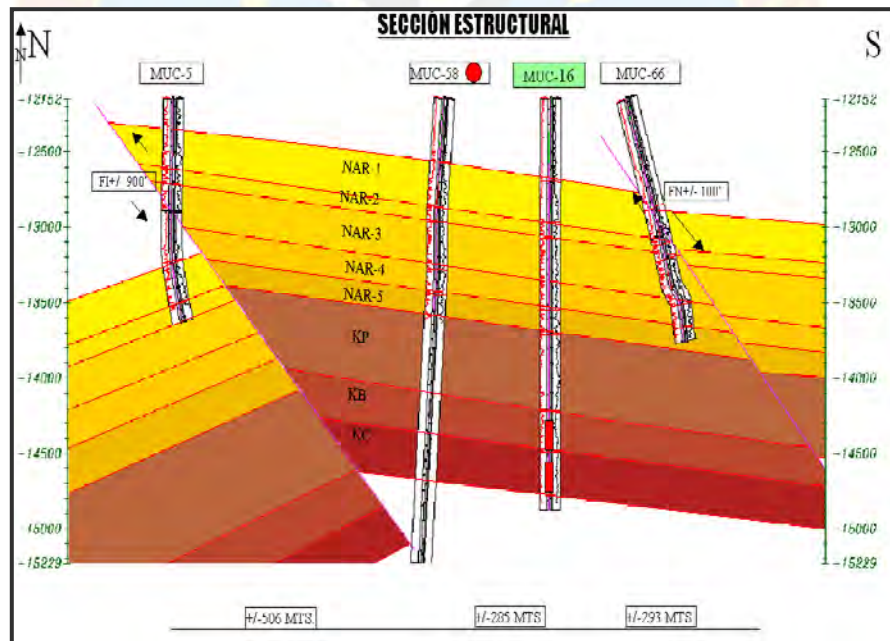 SECCIÓN ESTRUCTURAL
N N S
MUC-5 MUC-58 MUC-16 MUC-66
-12152 -12152
-12500 -12500
-13000 -13000
-13500 -13500
-14000 -14000
-14500 -14500
-15000 -15000
-15229 -15229
FI+/- 900'
FN+/- 100'
NAR-1
NAR-2
NAR-3
NAR-4
NAR-5
KP
KB
KC
+/-506 MTS. +/-285 MTS +/-293 MTS